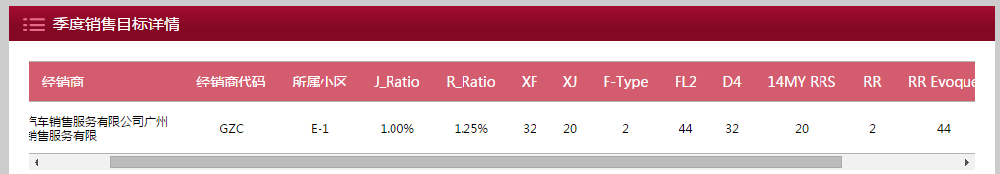 季度销售目标详情
经销商 经销商代码 所属小区 J_Ratio R_Ratio XF XJ F-Type FL2 D4 14MY RRS RR RR Evoque
汽车销售服务有限公司广州
销售服务有限 GZC E-1 1.00% 1.25% 32 20 2 44 32 20 2 44